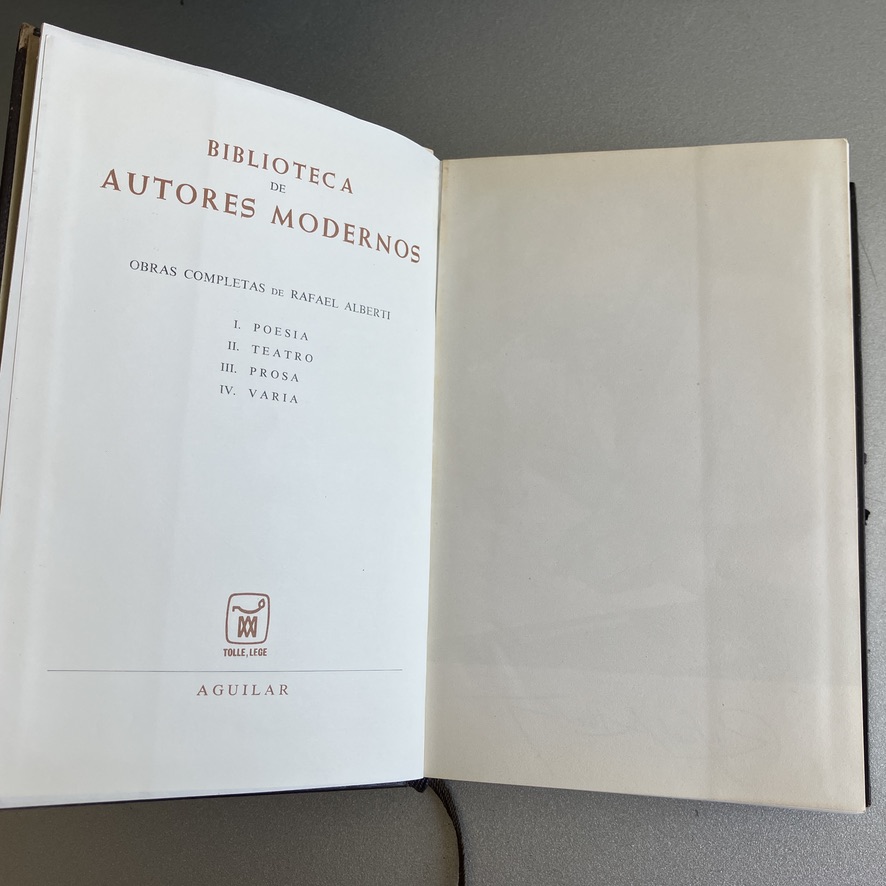 BIBLIOTECA
DE
AUTORES MODERNOS
OBRAS COMPLETAS DE RAFAEL ALBERTI
I. POESIA
II. TEATRO
III. PROSA
IV. VARIA
TOLLE, LEGE
AGUILAR